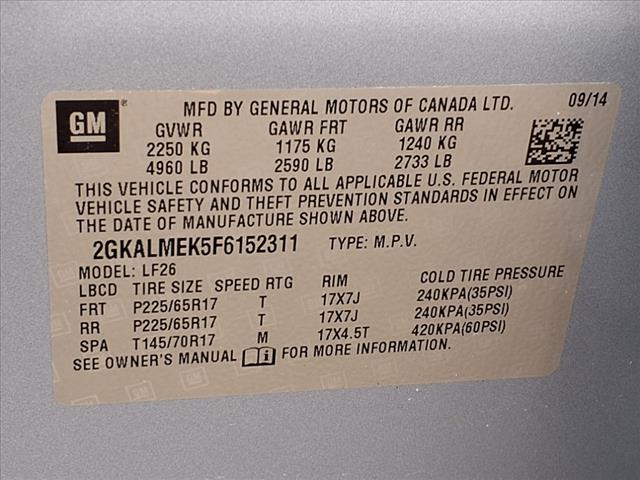 GM MFD BY GENERAL MOTORS OF CANADA LTD. 09/14
GVWR GAWR FRT GAWR RR
2250 KG 1175 KG 1240 KG
4960 LB 2590 LB 2733 LB
THIS VEHICLE CONFORMS TO ALL APPLICABLE U.S. FEDERAL MOTOR
VEHICLE SAFETY AND THEFT PREVENTION STANDARDS IN EFFECT ON
THE DATE OF MANUFACTURE SHOWN ABOVE.
2GKALMEK5F6152311 TYPE: M.P.V.
MODEL: LF26
LBCD TIRE SIZE SPEED RTG RIM COLD TIRE PRESSURE
FRT P225/65R17 T 17X7J 240KPA(35PSI)
RR P225/65R17 T 17X7J 240KPA(35PSI)
SPA T145/70R17 M 17X4.5T 420KPA(60PSI)
SEE OWNER'S MANUAL FOR MORE INFORMATION.